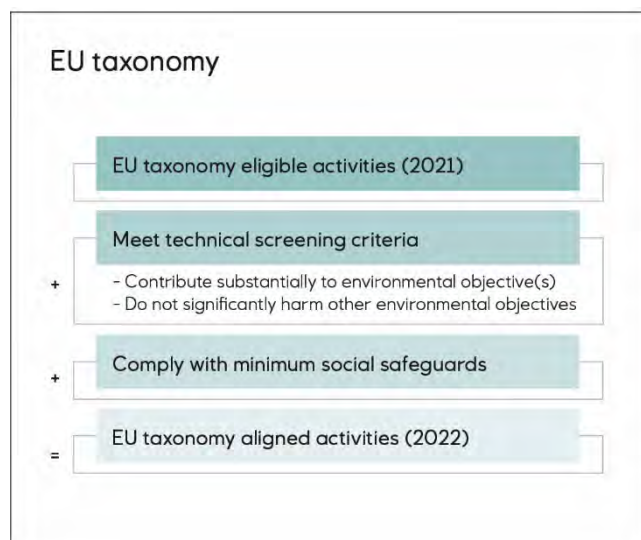 EU taxonomy
EU taxonomy eligible activities (2021)
+
Meet technical screening criteria
- Contribute substantially to environmental objective(s)
- Do not significantly harm other environmental objectives
+
Comply with minimum social safeguards
=
EU taxonomy aligned activities (2022)